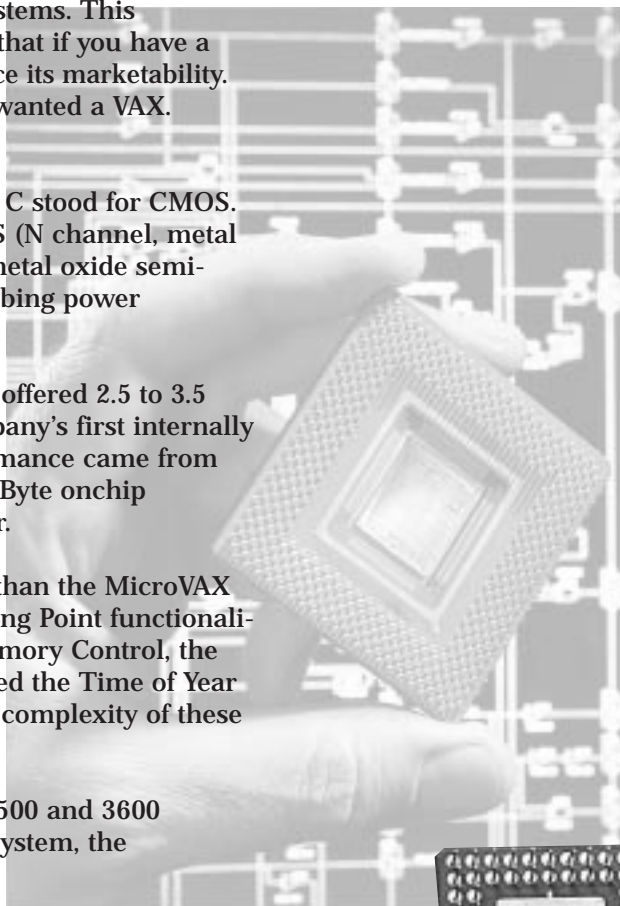 stems. This
that if you have a
ce its marketability.
wanted a VAX.
C stood for CMOS.
S (N channel, metal
metal oxide semi-
bing power
offered 2.5 to 3.5
pany's first internally
mance came from
Byte onchip
r.
than the MicroVAX
ng Point functionali-
mory Control, the
ed the Time of Year
complexity of these
500 and 3600
ystem, the